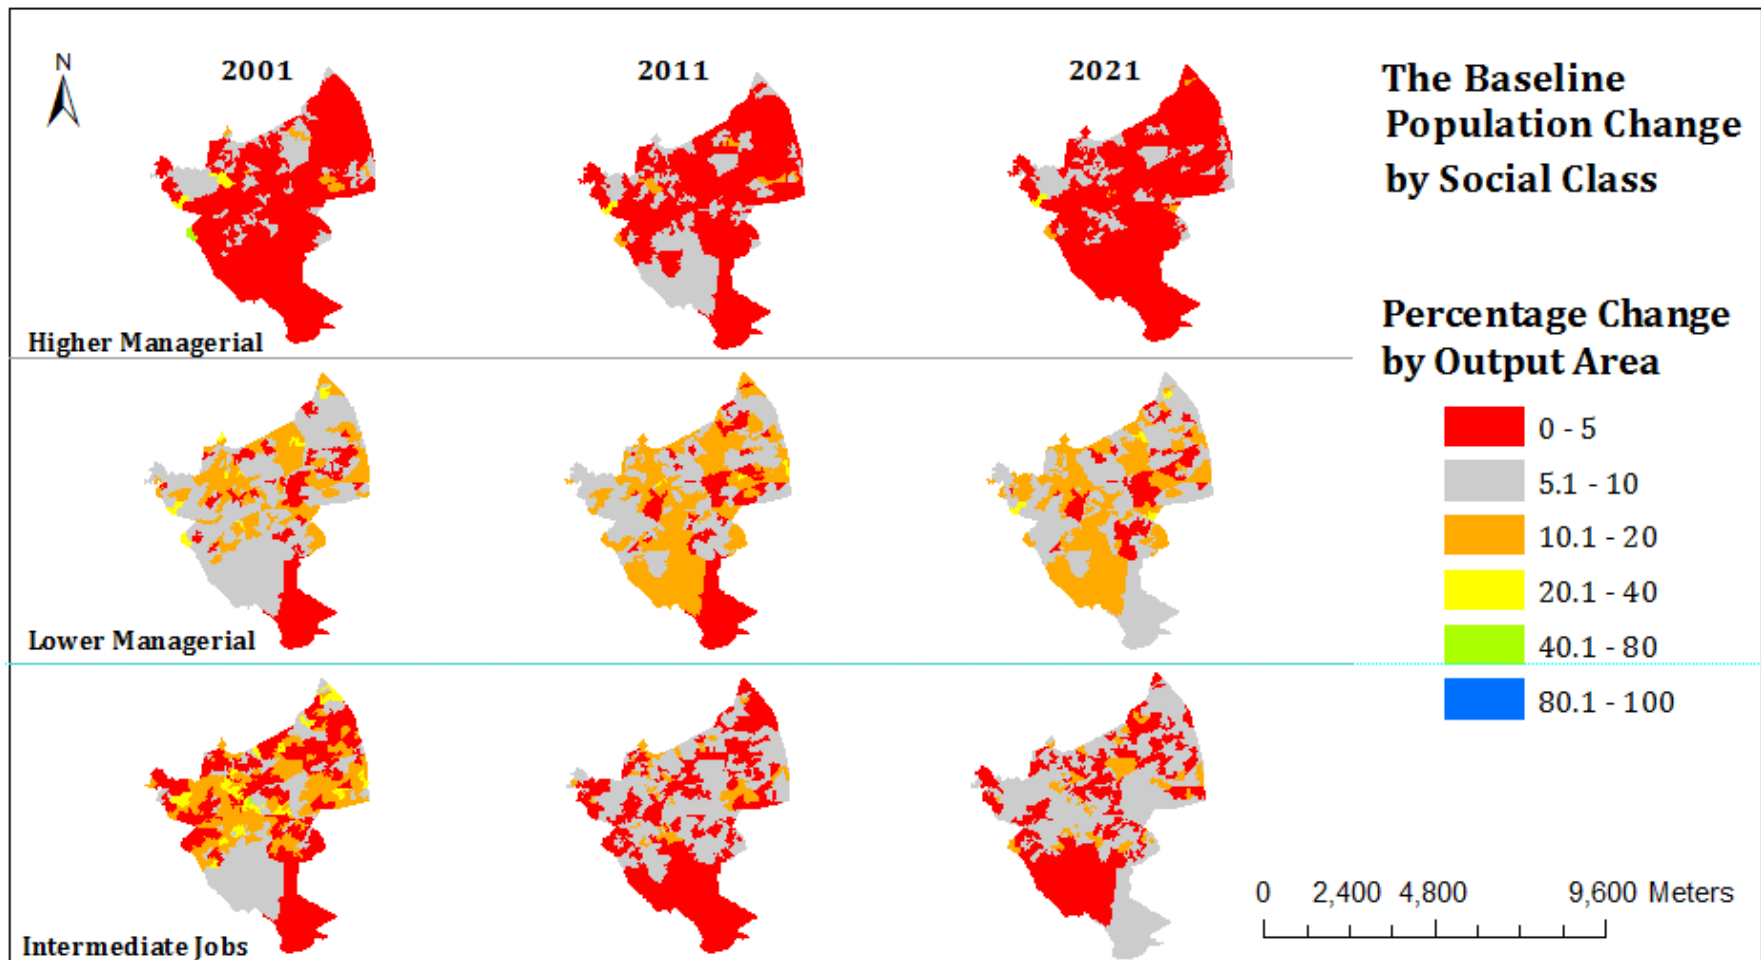 N
2001
2011
2021
The Baseline
Population Change
by Social Class
Higher Managerial
Percentage Change
by Output Area
0 - 5
5.1 - 10
10.1 - 20
20.1 - 40
40.1 - 80
80.1 - 100
Lower Managerial
Intermediate Jobs
0 2,400 4,800 9,600 Meters